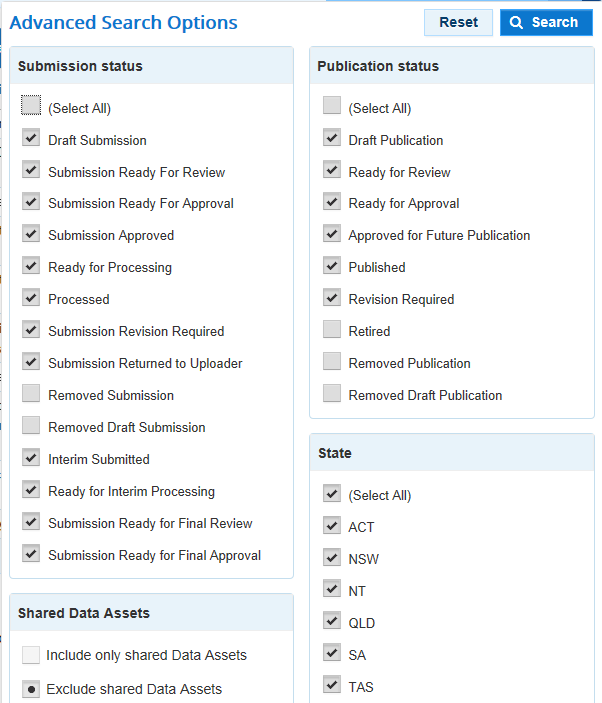 Advanced Search Options
Reset
Search
Submission status
(Select All)
Draft Submission
Submission Ready For Review
Submission Ready For Approval
Submission Approved
Ready for Processing
Processed
Submission Revision Required
Submission Returned to Uploader
Removed Submission
Removed Draft Submission
Interim Submitted
Ready for Interim Processing
Submission Ready for Final Review
Submission Ready for Final Approval
Shared Data Assets
Include only shared Data Assets
Exclude shared Data Assets
Publication status
(Select All)
Draft Publication
Ready for Review
Ready for Approval
Approved for Future Publication
Published
Revision Required
Retired
Removed Publication
Removed Draft Publication
State
(Select All)
ACT
NSW
NT
QLD
SA
TAS